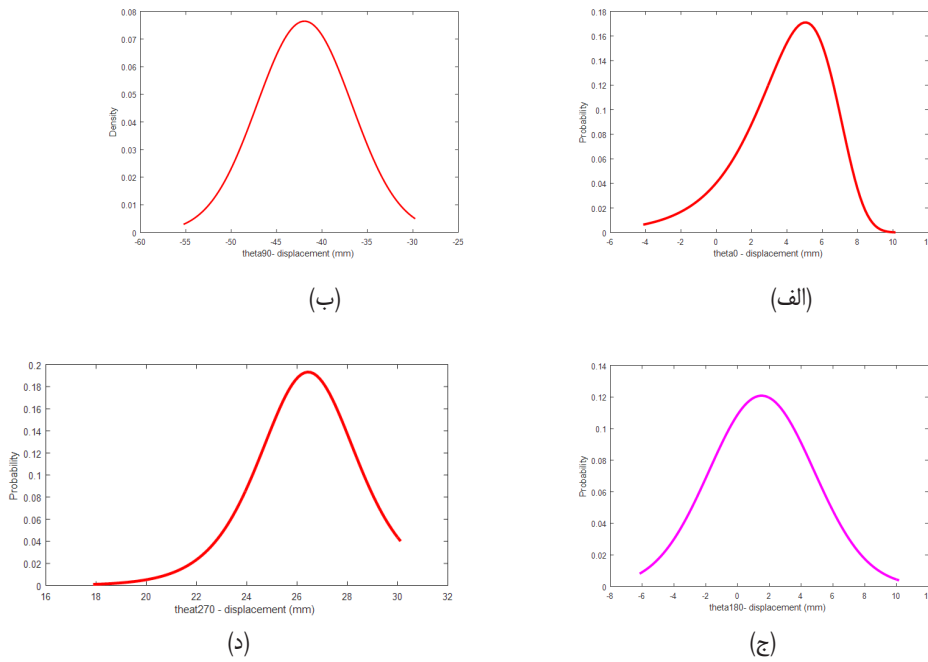 0.08
0.07
0.06
0.05
0.04
0.03
0.02
0.01
0
Density
-60 -55 -50 -45 -40 -35 -30 -25
theta90- displacement (mm)
(ب)
0.18
0.16
0.14
0.12
0.1
0.08
0.06
0.04
0.02
0
Probability
-6 -4 -2 0 2 4 6 8 10 12
theta0 - displacement (mm)
(الف)
0.2
0.18
0.16
0.14
0.12
0.1
0.08
0.06
0.04
0.02
0
Probability
16 18 20 22 24 26 28 30 32
theat270 - displacement (mm)
(د)
0.14
0.12
0.1
0.08
0.06
0.04
0.02
0
Probability
-8 -6 -4 -2 0 2 4 6 8 10 12
theta180- displacement (mm)
(ج)